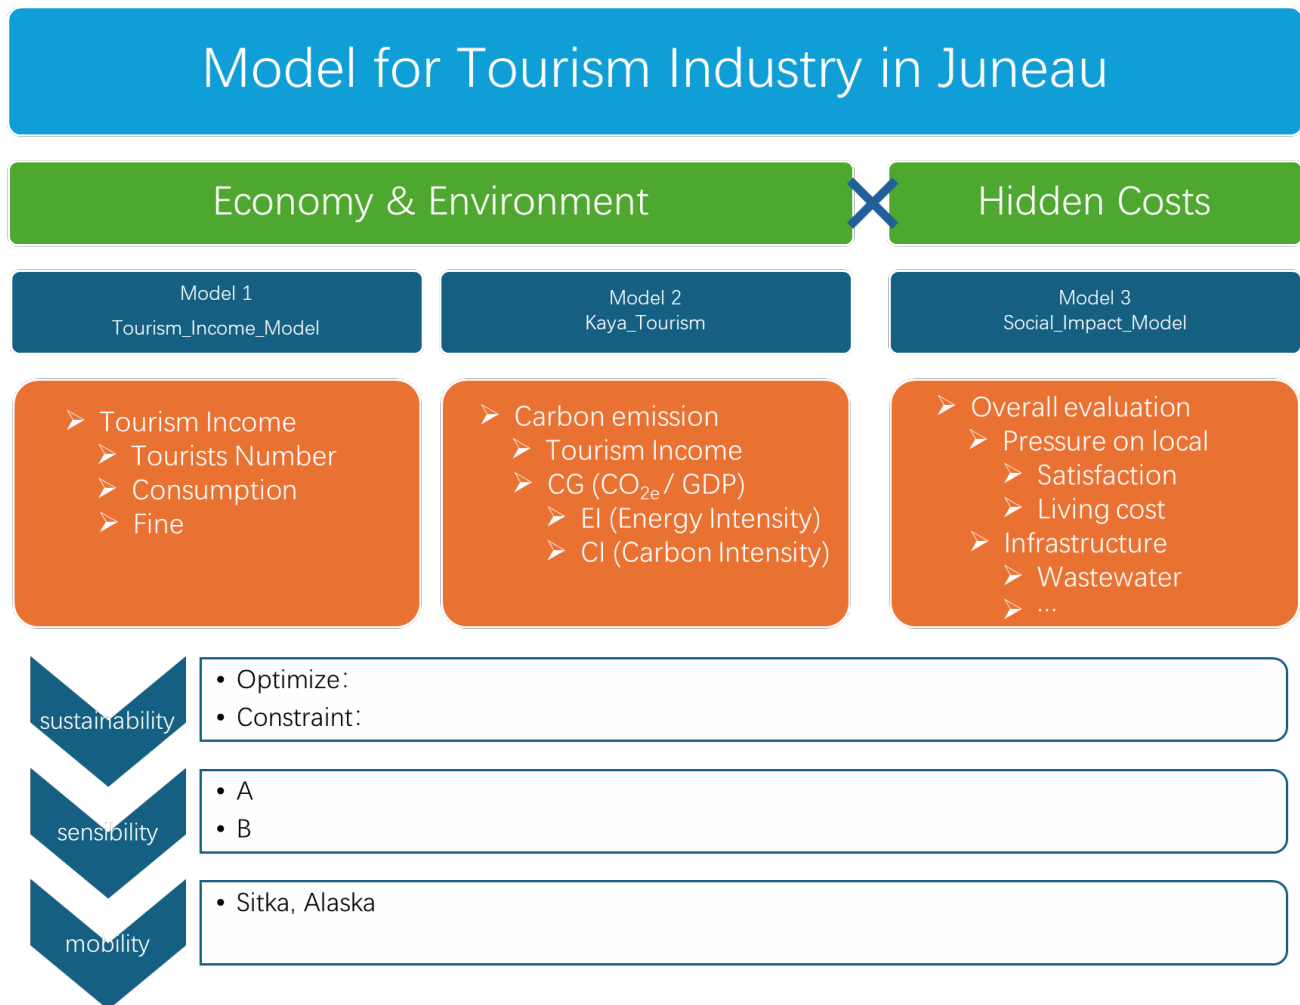 Model for Tourism Industry in Juneau
Economy & Environment
Hidden Costs
Model 1
Tourism_Income_Model
Model 2
Kaya_Tourism
Model 3
Social_Impact_Model
➢ Tourism Income
➢ Tourists Number
➢ Consumption
➢ Fine
➢ Carbon emission
➢ Tourism Income
➢ CG (CO₂ₑ / GDP)
➢ EI (Energy Intensity)
➢ CI (Carbon Intensity)
➢ Overall evaluation
➢ Pressure on local
➢ Satisfaction
➢ Living cost
➢ Infrastructure
➢ Wastewater
➢ ...
sustainability
• Optimize:
• Constraint:
sensibility
• A
• B
mobility
• Sitka, Alaska